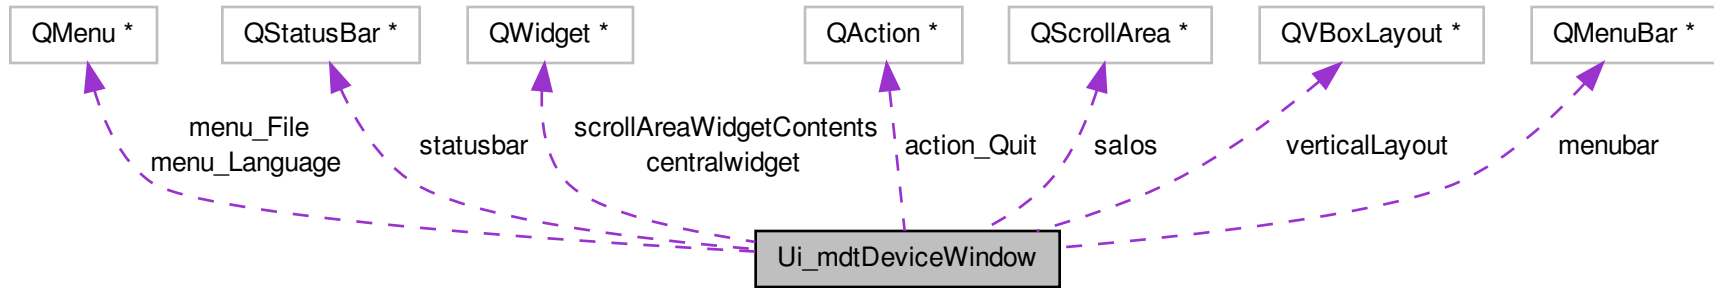 QMenu *
QStatusBar *
QWidget *
QAction *
QScrollArea *
QVBoxLayout *
QMenuBar *
menu_File
menu_Language
statusbar
scrollAreaWidgetContents
centralwidget
action_Quit
salos
verticalLayout
menubar
Ui_mdtDeviceWindow